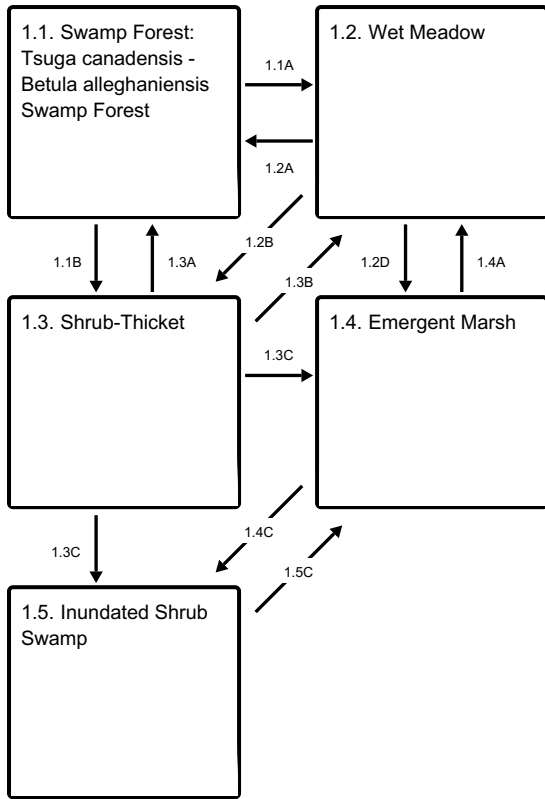 1.1. Swamp Forest:
Tsuga canadensis -
Betula alleghaniensis
Swamp Forest
1.2. Wet Meadow
1.1A
1.2A
1.2B
1.1B
1.3A
1.3B
1.2D
1.4A
1.3. Shrub-Thicket
1.4. Emergent Marsh
1.3C
1.4C
1.3C
1.5C
1.5. Inundated Shrub
Swamp